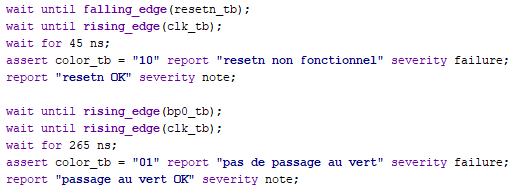 wait until falling_edge(resetn_tb);
wait until rising_edge(clk_tb);
wait for 45 ns;
assert color_tb = "10" report "resetn non fonctionnel" severity failure;
report "resetn OK" severity note;

wait until rising_edge(bp0_tb);
wait until rising_edge(clk_tb);
wait for 265 ns;
assert color_tb = "01" report "pas de passage au vert" severity failure;
report "passage au vert OK" severity note;